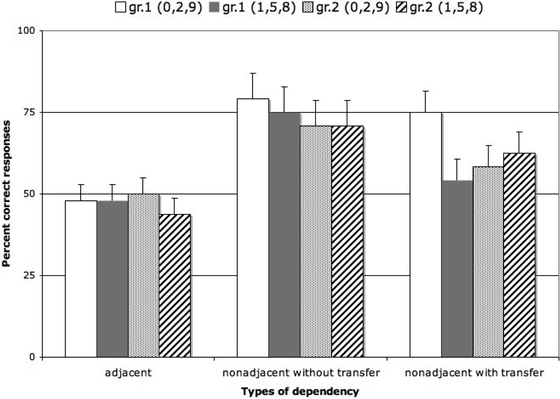 gr.1 (0,2,9) gr.1 (1,5,8) gr.2 (0,2,9) gr.2 (1,5,8)
100
75
50
25
0
Percent correct responses
adjacent nonadjacent without transfer nonadjacent with transfer
Types of dependency